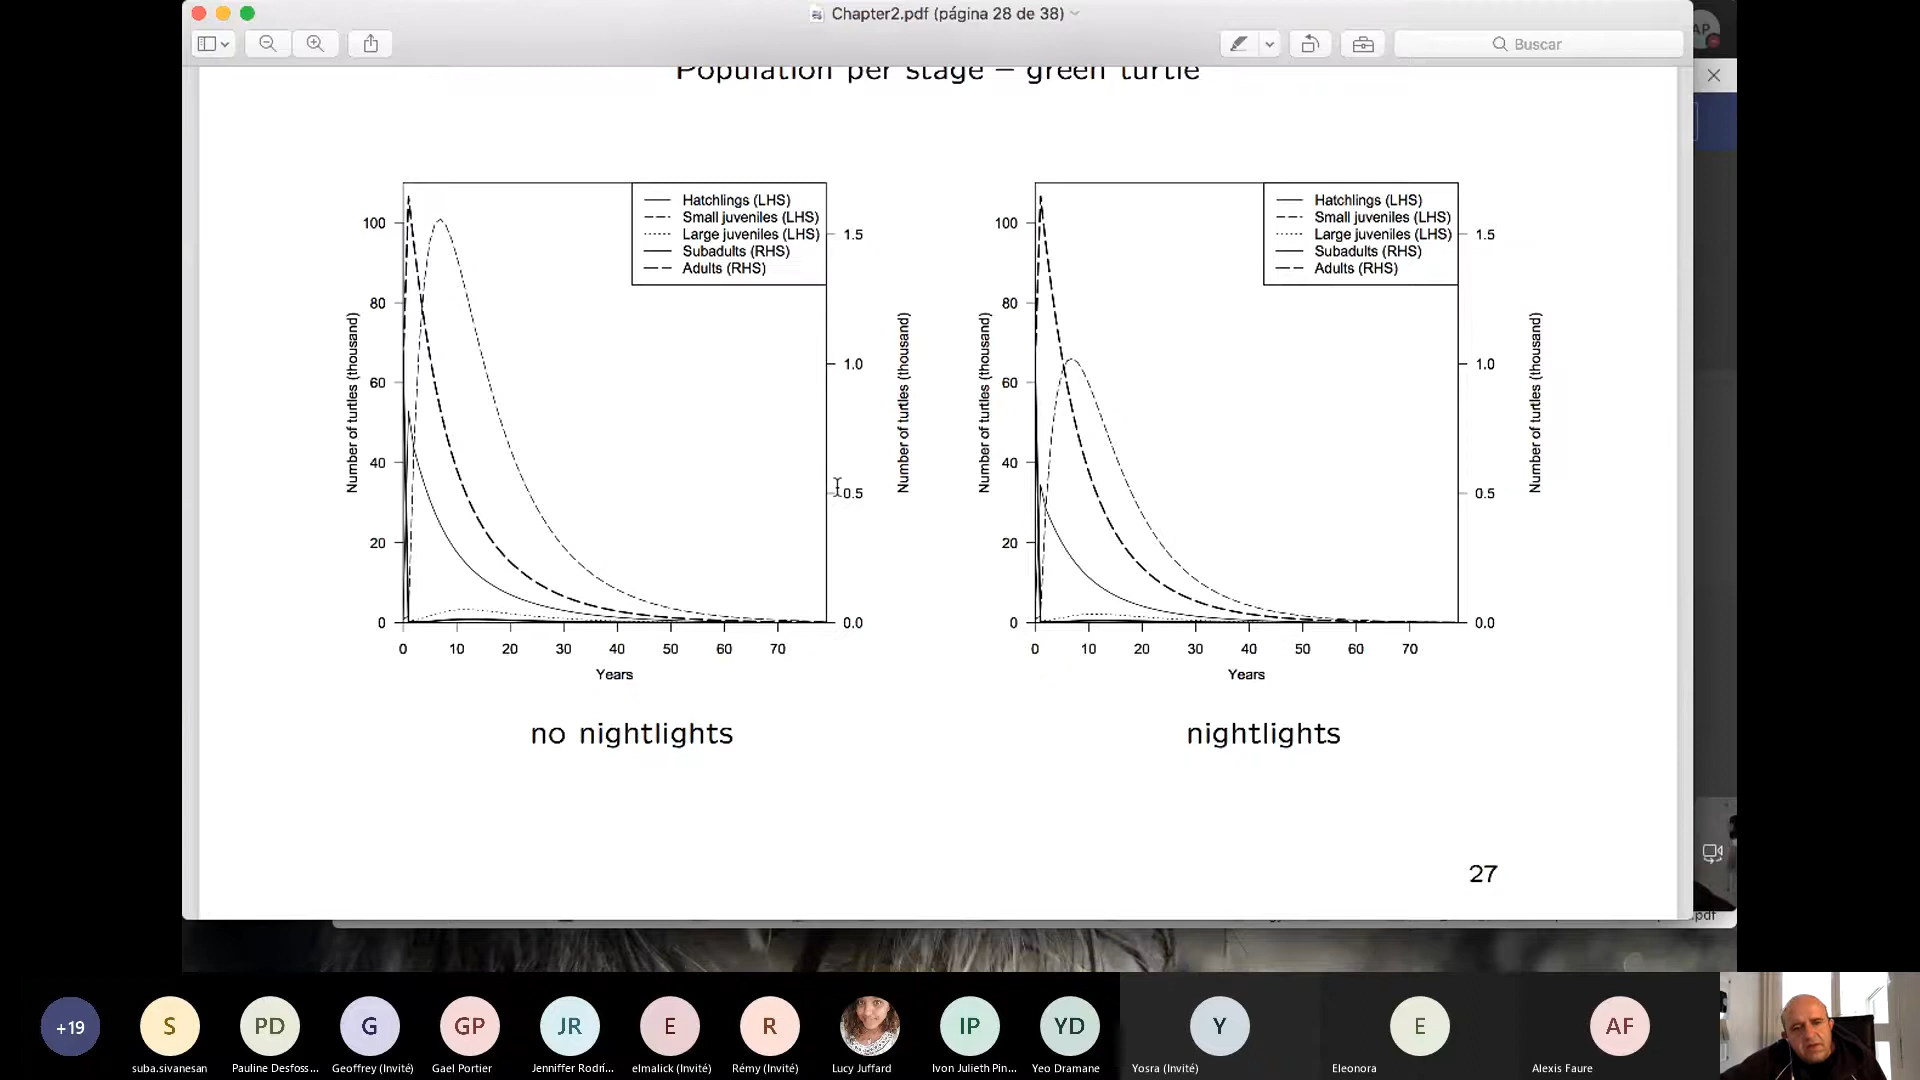 Chapter2.pdf (página 28 de 38)
AP
Buscar
Population per stage – green turtle
Hatchlings (LHS)
Small juveniles (LHS)
Large juveniles (LHS)
Subadults (RHS)
Adults (RHS)
100
80
60
40
20
0
1.5
1.0
0.5
0.0
Number of turtles (thousand)
Number of turtles (thousand)
0 10 20 30 40 50 60 70
Years
no nightlights
Hatchlings (LHS)
Small juveniles (LHS)
Large juveniles (LHS)
Subadults (RHS)
Adults (RHS)
100
80
60
40
20
0
1.5
1.0
0.5
0.0
Number of turtles (thousand)
Number of turtles (thousand)
0 10 20 30 40 50 60 70
Years
nightlights
27
.pdf
+19
S
PD
G
GP
JR
E
R
IP
YD
Y
E
AF
suba.sivanesan
Pauline Desfoss...
Geoffrey (Invité)
Gael Portier
Jenniffer Rodrí...
elmalick (Invité)
Rémy (Invité)
Lucy Juffard
Ivon Julieth Pin...
Yeo Dramane
Yosra (Invité)
Eleonora
Alexis Faure